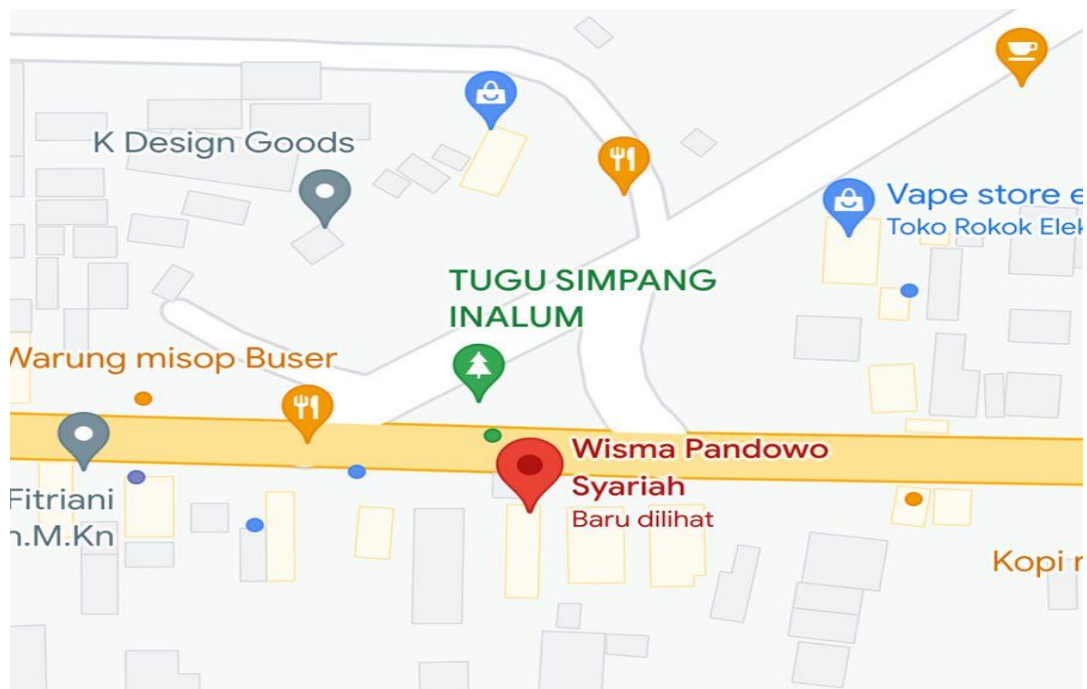 K Design Goods
Vape store e
Toko Rokok Elek
TUGU SIMPANG
INALUM
Warung misop Buser
Wisma Pandowo
Syariah
Baru dilihat
Fitriani
n.M.Kn
Kopi r